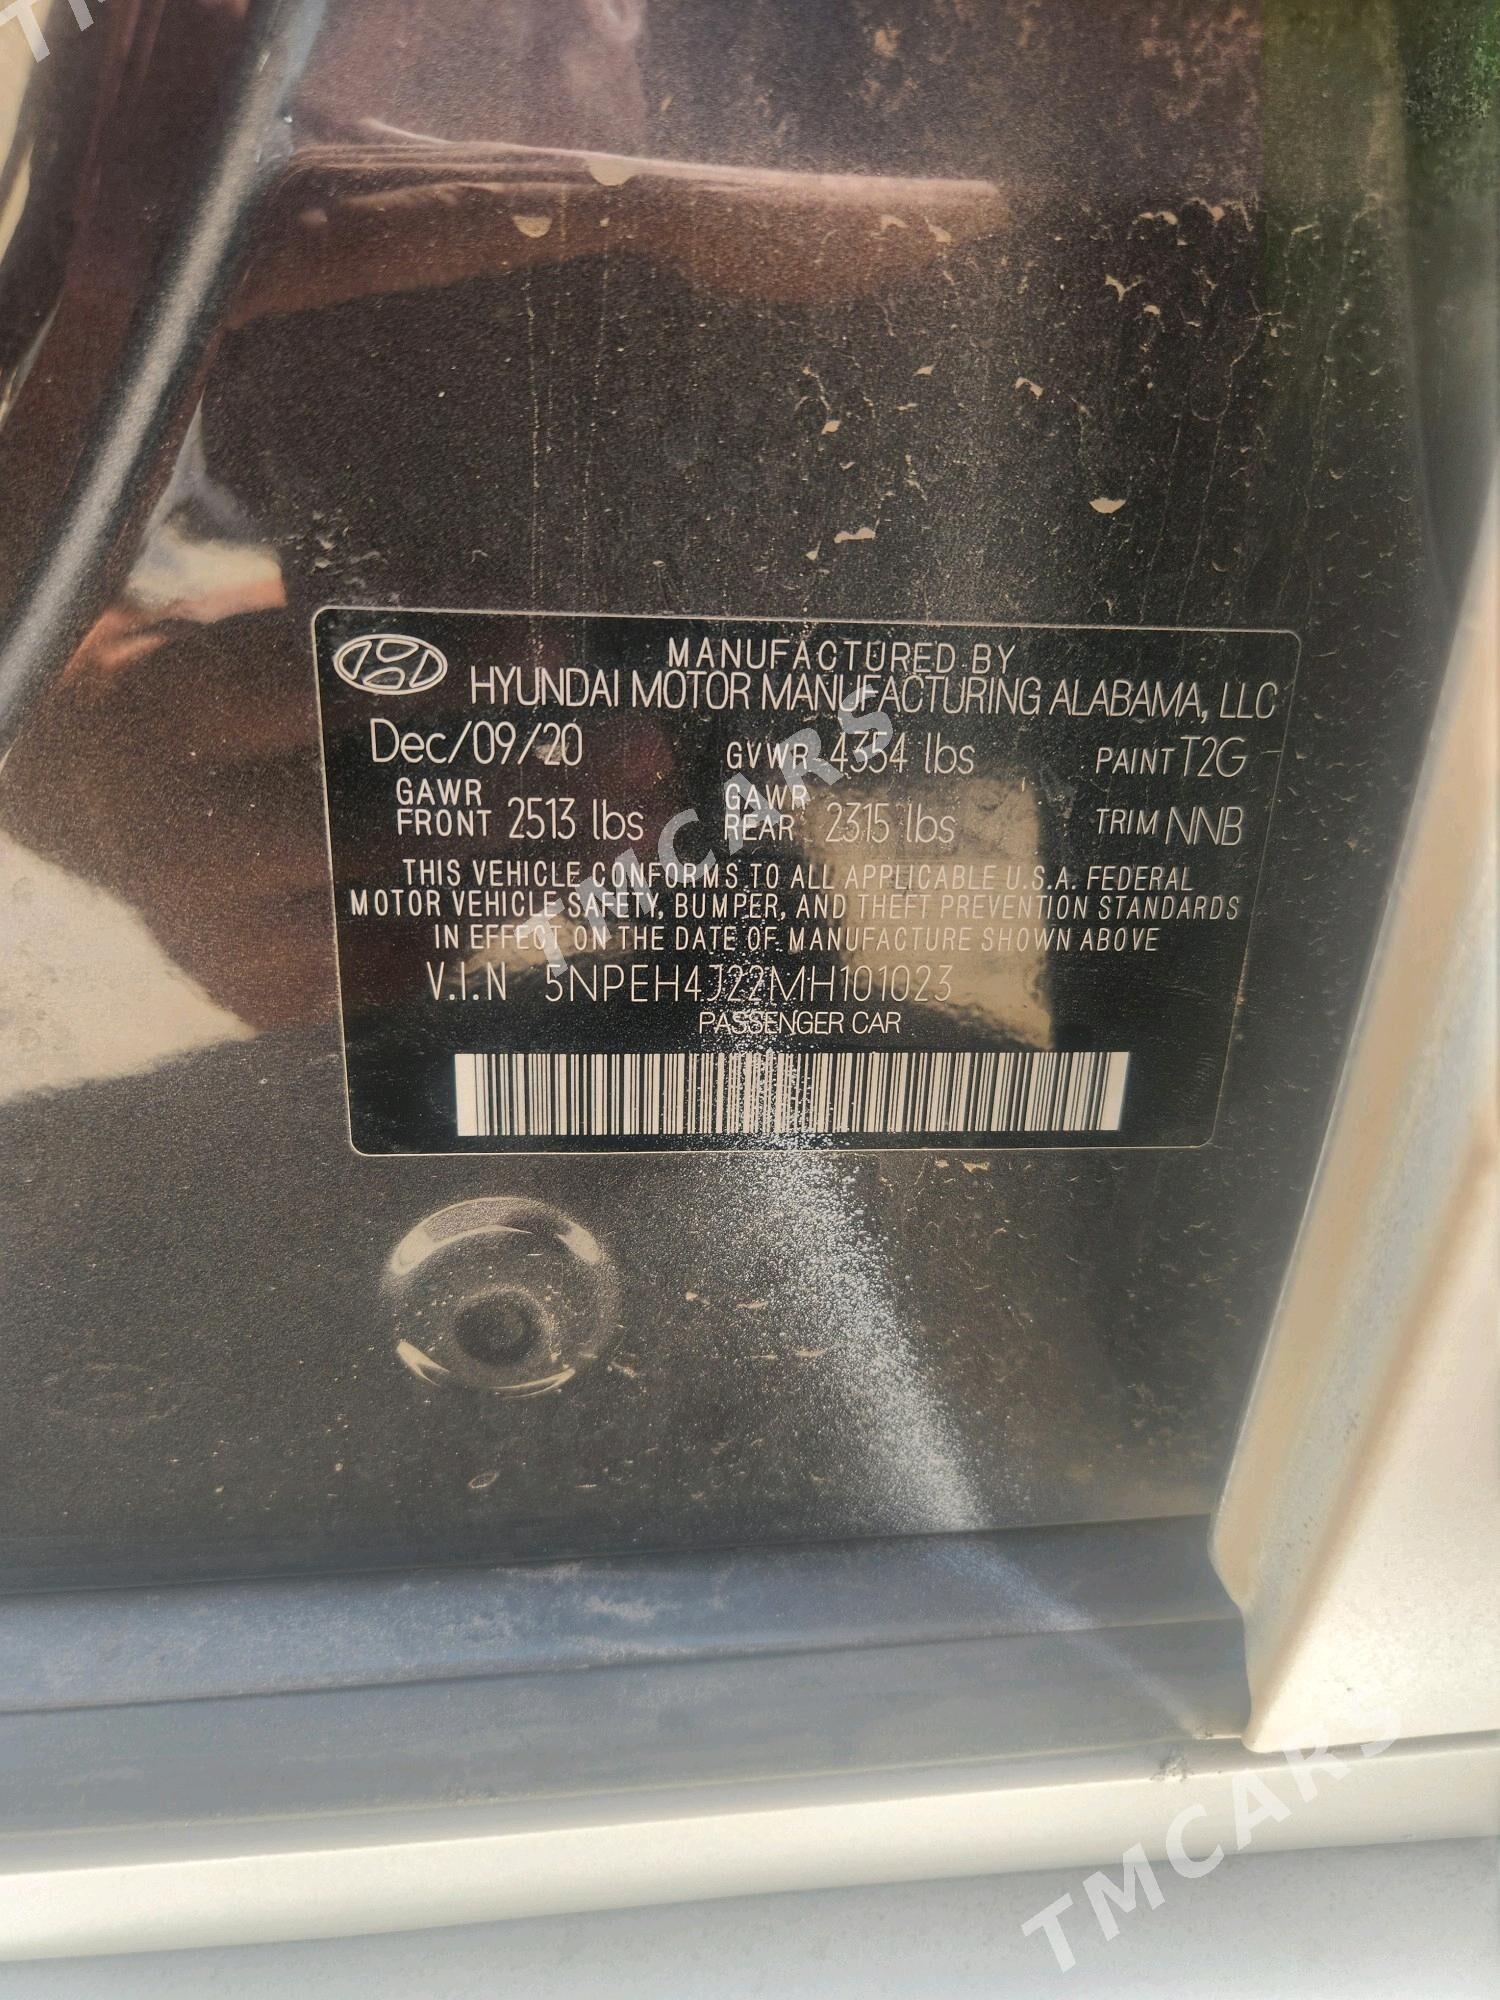 MANUFACTURED BY
HYUNDAI MOTOR MANUFACTURING ALABAMA, LLC
Dec/09/20 GVWR 4354 lbs PAINT T2G
GAWR FRONT 2513 lbs GAWR REAR 2315 lbs TRIM NNB
THIS VEHICLE CONFORMS TO ALL APPLICABLE U.S.A. FEDERAL
MOTOR VEHICLE SAFETY, BUMPER, AND THEFT PREVENTION STANDARDS
IN EFFECT ON THE DATE OF MANUFACTURE SHOWN ABOVE
V.I.N 5NPEH4J22MH101023
PASSENGER CAR
TMCARS
TMCARS